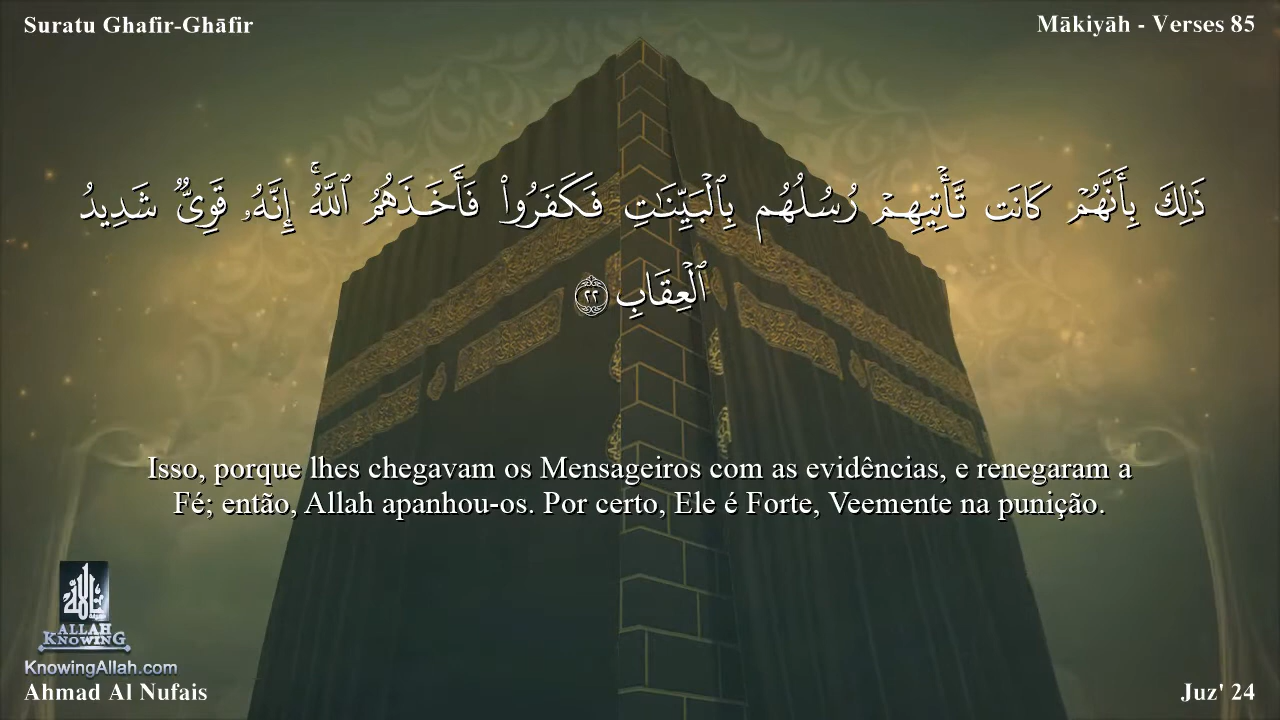 Suratu Ghafir-Ghāfir
Mākiyāh - Verses 85
ذَٰلِكَ بِأَنَّهُمۡ كَانَت تَّأۡتِيهِمۡ رُسُلُهُم بِٱلۡبَيِّنَٰتِ فَكَفَرُواْ فَأَخَذَهُمُ ٱللَّهُۚ إِنَّهُۥ قَوِيّٞ شَدِيدُ
ٱلۡعِقَابِ ٢٢
Isso, porque lhes chegavam os Mensageiros com as evidências, e renegaram a
Fé; então, Allah apanhou-os. Por certo, Ele é Forte, Veemente na punição.
ALLAH
KNOWING
KnowingAllah.com
Ahmad Al Nufais
Juz' 24